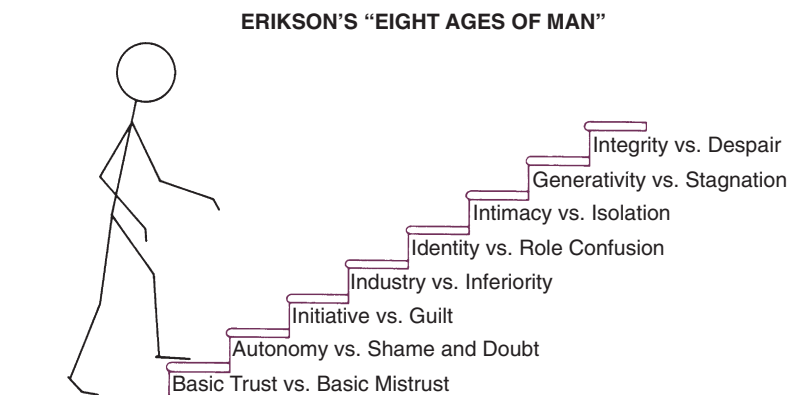 ERIKSON'S “EIGHT AGES OF MAN”
Integrity vs. Despair
Generativity vs. Stagnation
Intimacy vs. Isolation
Identity vs. Role Confusion
Industry vs. Inferiority
Initiative vs. Guilt
Autonomy vs. Shame and Doubt
Basic Trust vs. Basic Mistrust